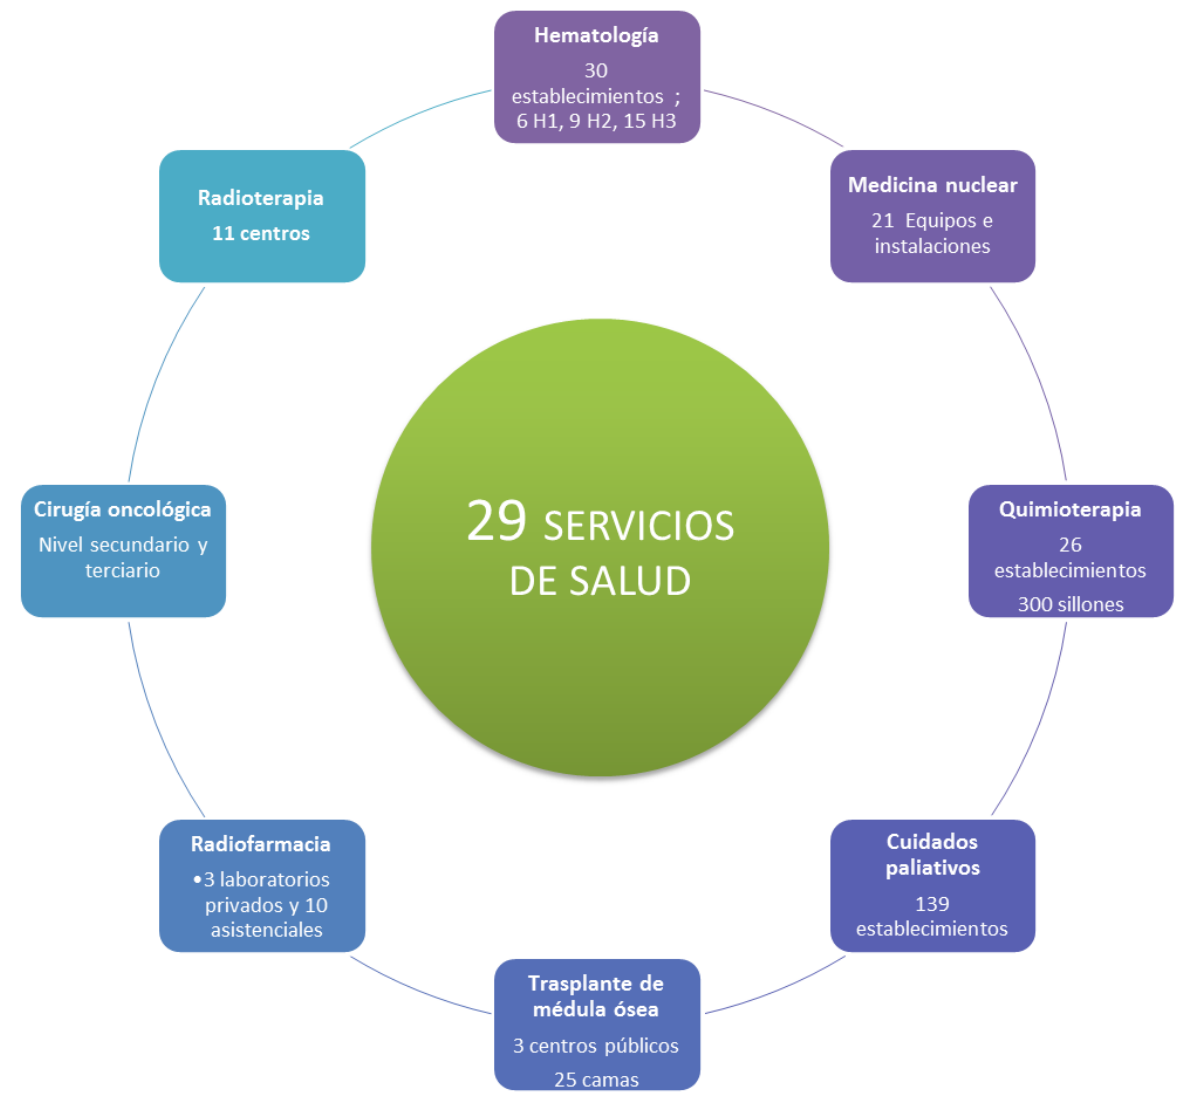 Hematología
30
establecimientos ;
6 H1, 9 H2, 15 H3
Medicina nuclear
21 Equipos e
instalaciones
Quimioterapia
26
establecimientos
300 sillones
Cuidados
paliativos
139
establecimientos
Trasplante de
médula ósea
3 centros públicos
25 camas
Radiofarmacia
•3 laboratorios
privados y 10
asistenciales
Cirugía oncológica
Nivel secundario y
terciario
Radioterapia
11 centros
29 SERVICIOS
DE SALUD